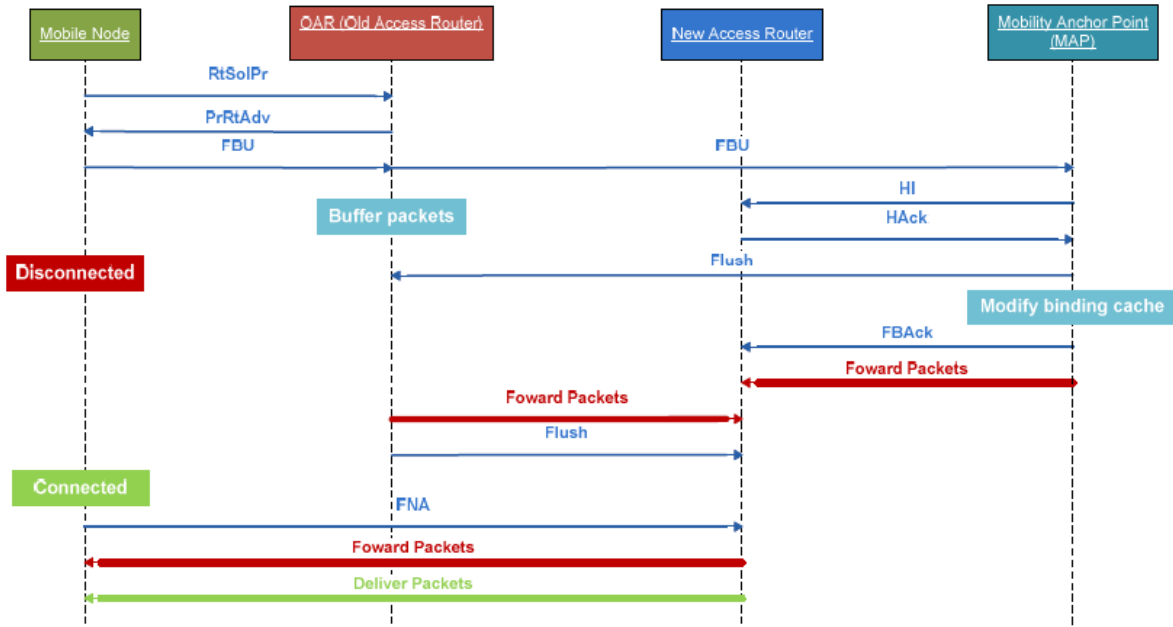 Mobile Node
OAR (Old Access Router)
New Access Router
Mobility Anchor Point
(MAP)
RtSolPr
PrRtAdv
FBU
FBU
HI
Buffer packets
HAck
Disconnected
Flush
Modify binding cache
FBAck
Foward Packets
Foward Packets
Flush
Connected
FNA
Foward Packets
Deliver Packets